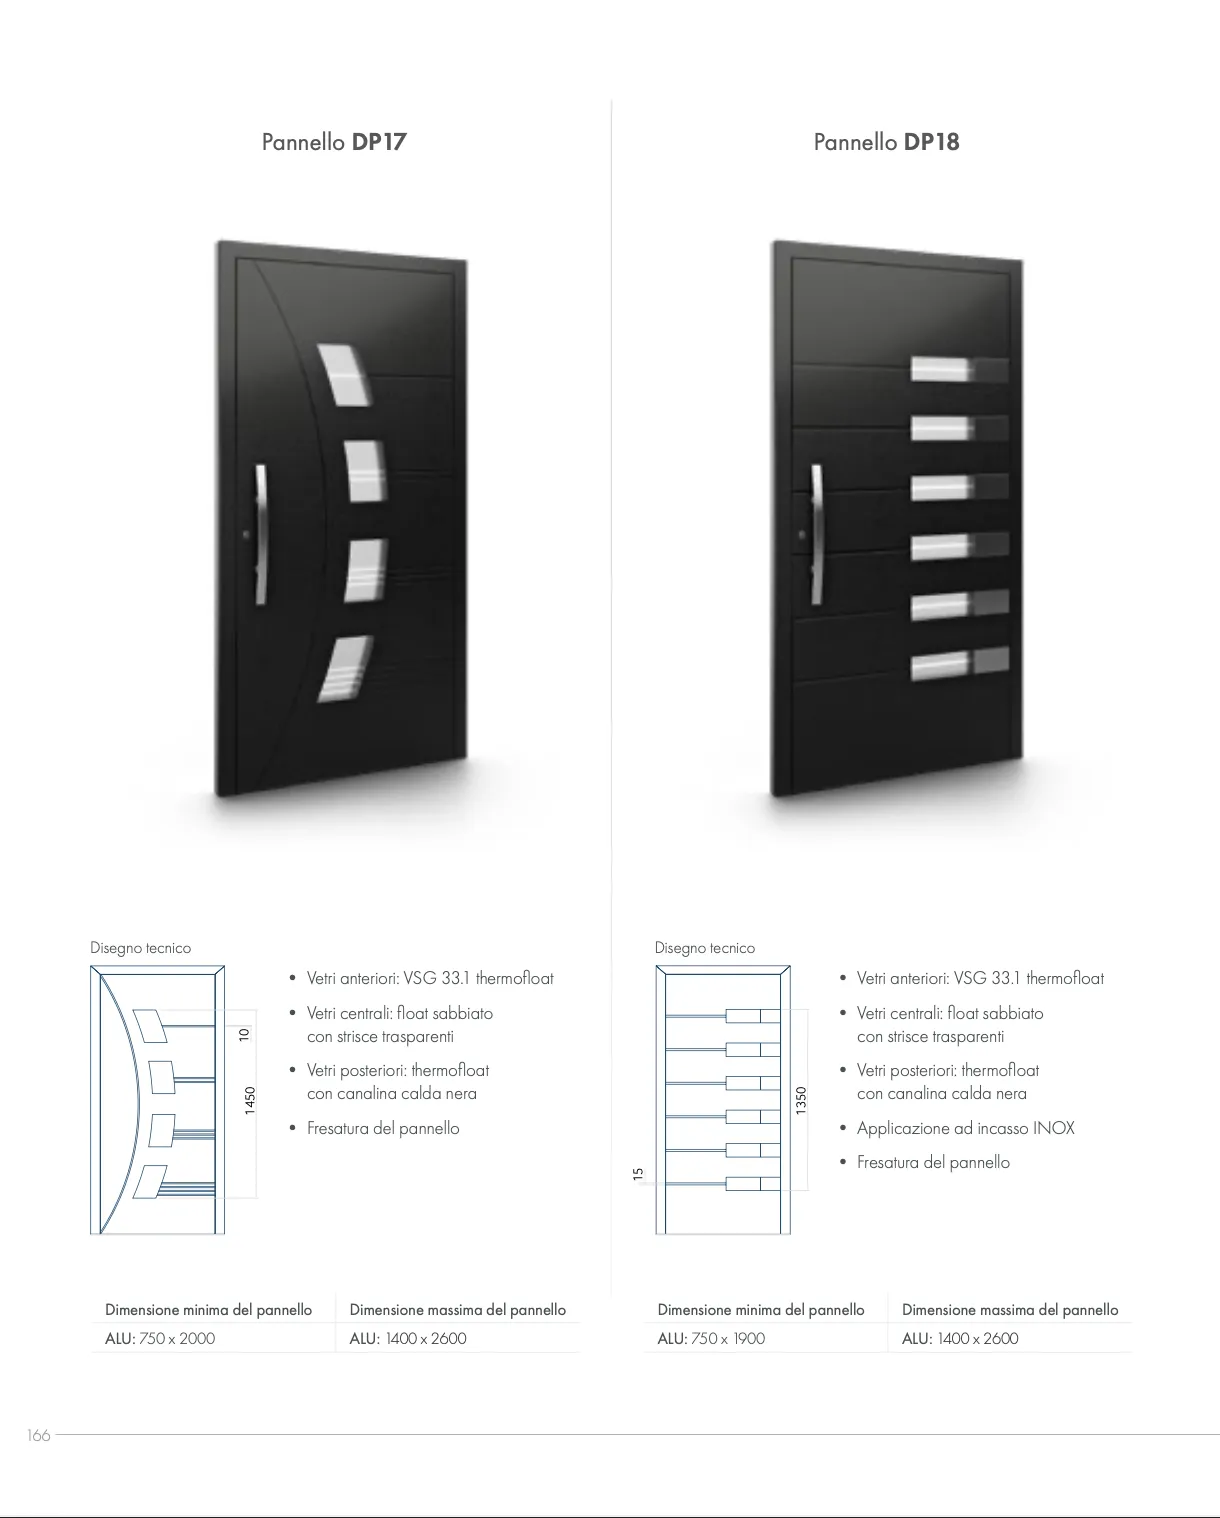 Pannello DP17
Disegno tecnico
10
1450
• Vetri anteriori: VSG 33.1 thermofloat
• Vetri centrali: float sabbiato
con strisce trasparenti
• Vetri posteriori: thermofloat
con canalina calda nera
• Fresatura del pannello
Dimensione minima del pannello
Dimensione massima del pannello
ALU: 750 x 2000
ALU: 1400 x 2600
Pannello DP18
Disegno tecnico
15
1350
• Vetri anteriori: VSG 33.1 thermofloat
• Vetri centrali: float sabbiato
con strisce trasparenti
• Vetri posteriori: thermofloat
con canalina calda nera
• Applicazione ad incasso INOX
• Fresatura del pannello
Dimensione minima del pannello
Dimensione massima del pannello
ALU: 750 x 1900
ALU: 1400 x 2600
166